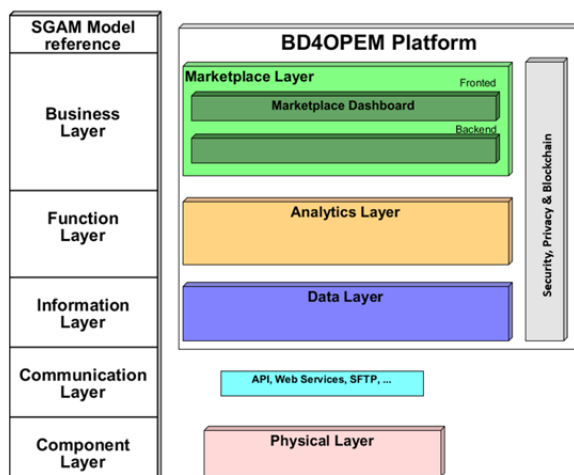 SGAM Model
reference
Business
Layer
Function
Layer
Information
Layer
Communication
Layer
Component
Layer
BD4OPEM Platform
Marketplace Layer
Fronted
Marketplace Dashboard
Backend
Analytics Layer
Data Layer
Security, Privacy & Blockchain
API, Web Services, SFTP, ...
Physical Layer